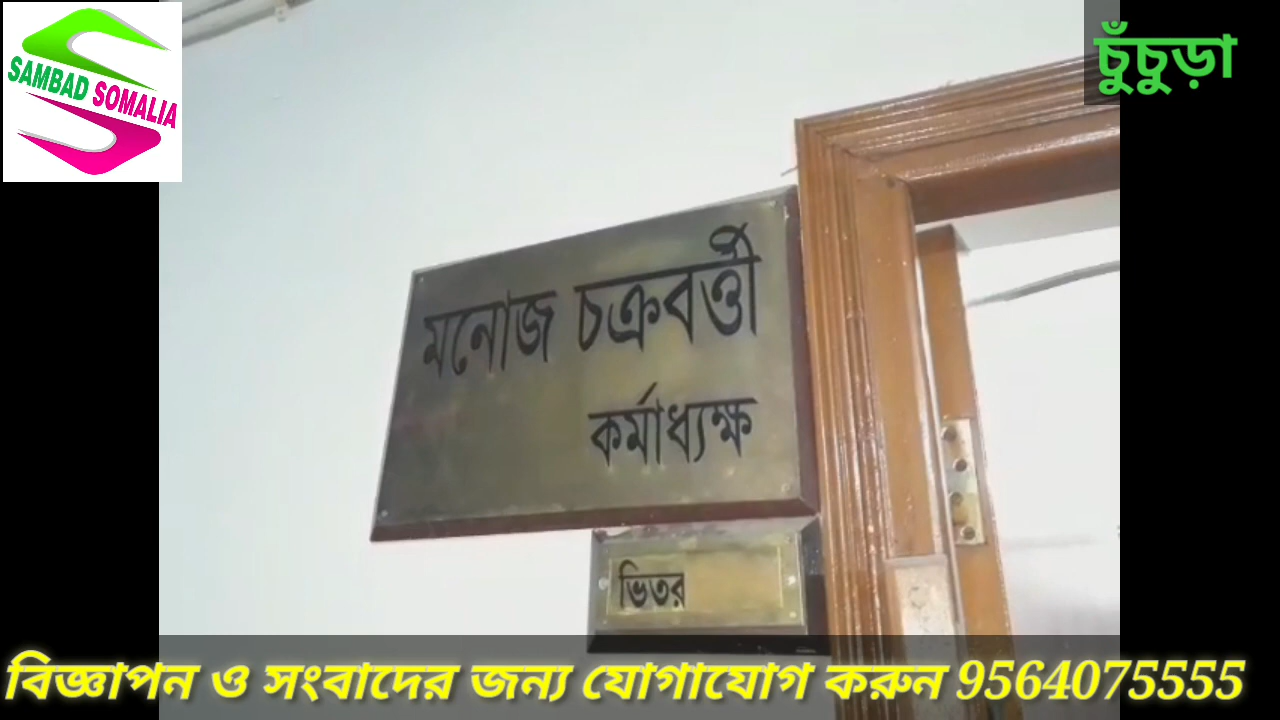 SAMBAD SOMALIA
চুঁচুড়া
মনোজ চক্রবর্ত্তী
কর্মাধ্যক্ষ
ভিতর
বিজ্ঞাপন ও সংবাদের জন্য যোগাযোগ করুন 9564075555